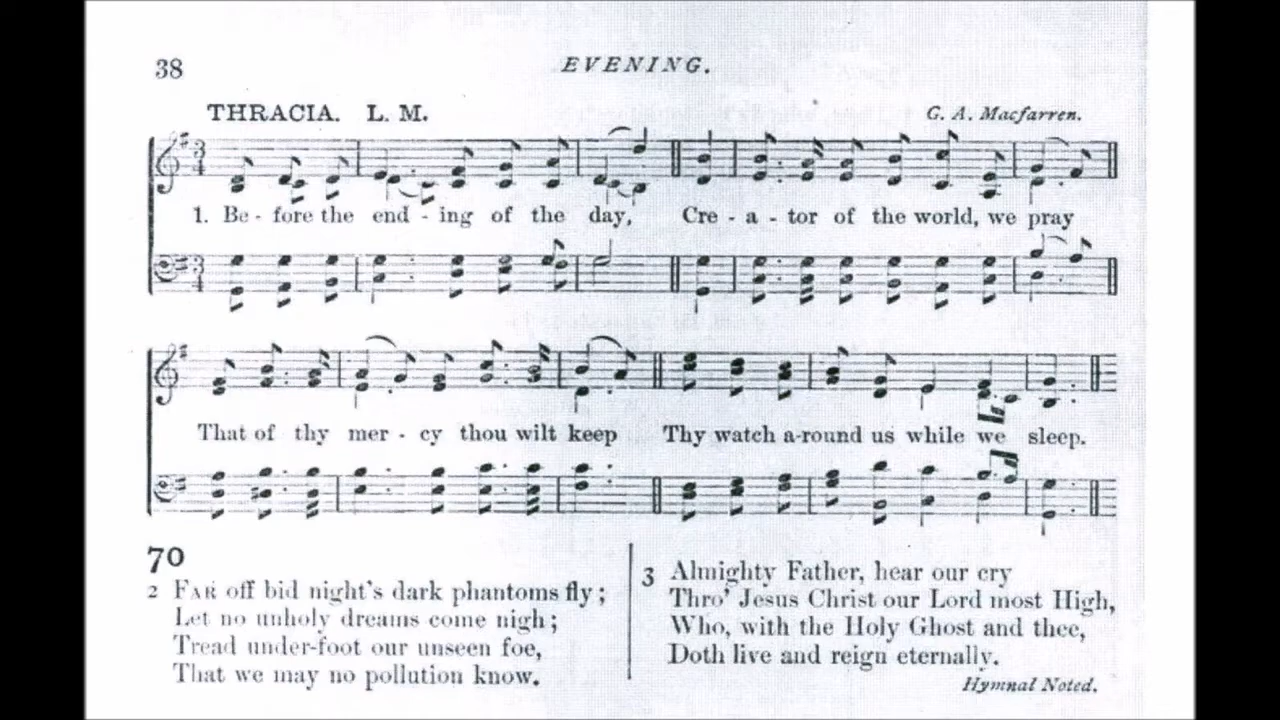 38
EVENING.
THRACIA. L. M.
G. A. Macfarren.
1. Be - fore the end - ing of the day, Cre - a - tor of the world, we pray
That of thy mer - cy thou wilt keep Thy watch a-round us while we sleep.
70
2 FAR off bid night's dark phantoms fly;
Let no unholy dreams come nigh;
Tread under-foot our unseen foe,
That we may no pollution know.
3 Almighty Father, hear our cry
Thro' Jesus Christ our Lord most High,
Who, with the Holy Ghost and thee,
Doth live and reign eternally.
Hymnal Noted.